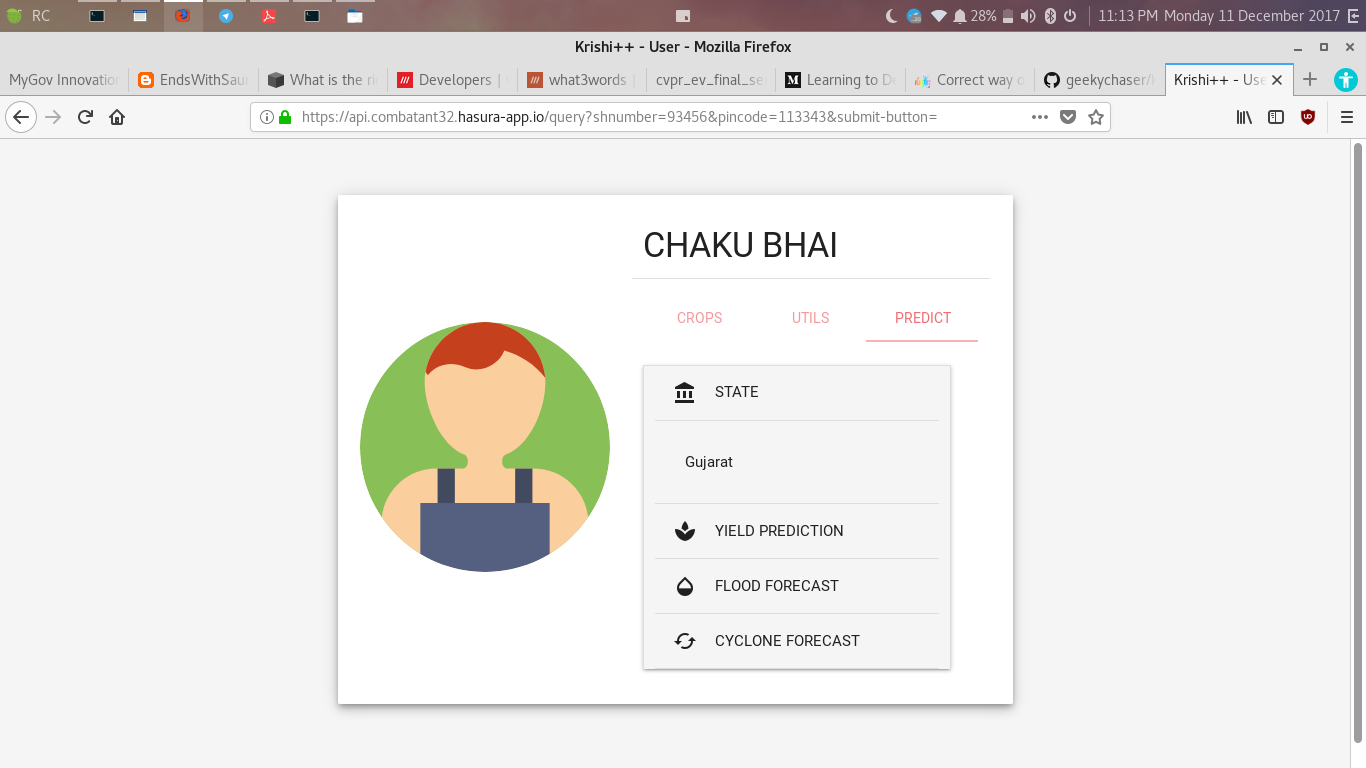 RC
28%
11:13 PM Monday 11 December 2017
Krishi++ - User - Mozilla Firefox
MyGov Innovation
EndsWithSau
What is the ri
Developers |
what3words |
cvpr_ev_final_se
Learning to De
Correct way o
geekychaser/
Krishi++ - Use
https://api.combatant32.hasura-app.io/query?shnumber=93456&pincode=113343&submit-button=
CHAKU BHAI
CROPS UTILS PREDICT
STATE
Gujarat
YIELD PREDICTION
FLOOD FORECAST
CYCLONE FORECAST